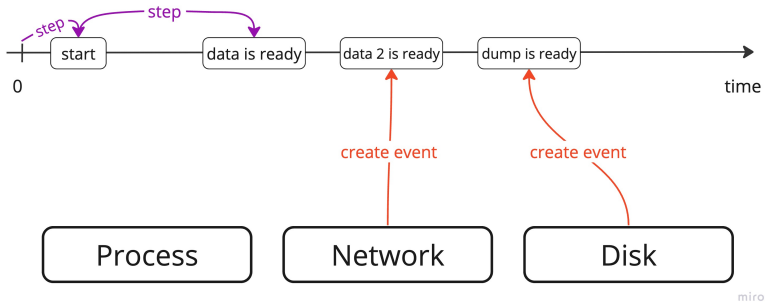 step
step
start
data is ready
data 2 is ready
dump is ready
0
time
create event
create event
Process
Network
Disk
miro